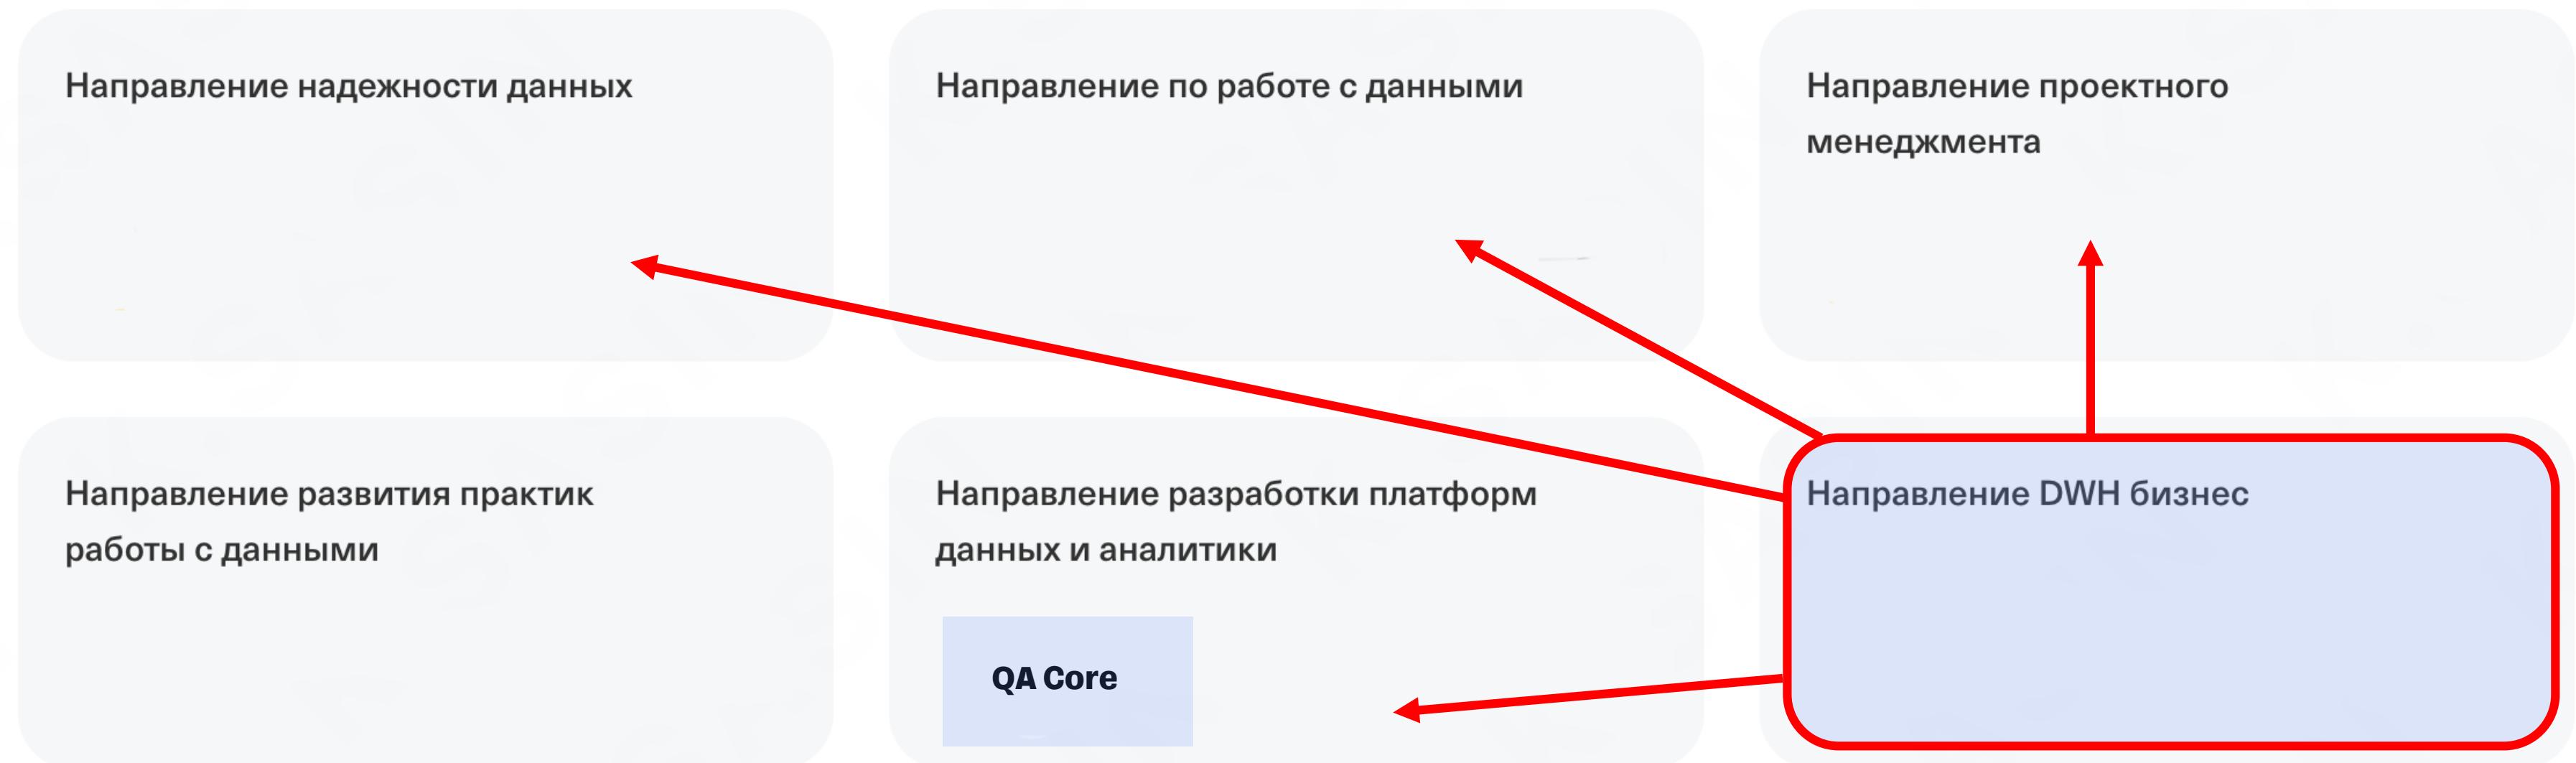 Направление надежности данных
Направление по работе с данными
Направление проектного
менеджмента
Направление развития практик
работы с данными
Направление разработки платформ
данных и аналитики
QA Core
Направление DWH бизнес